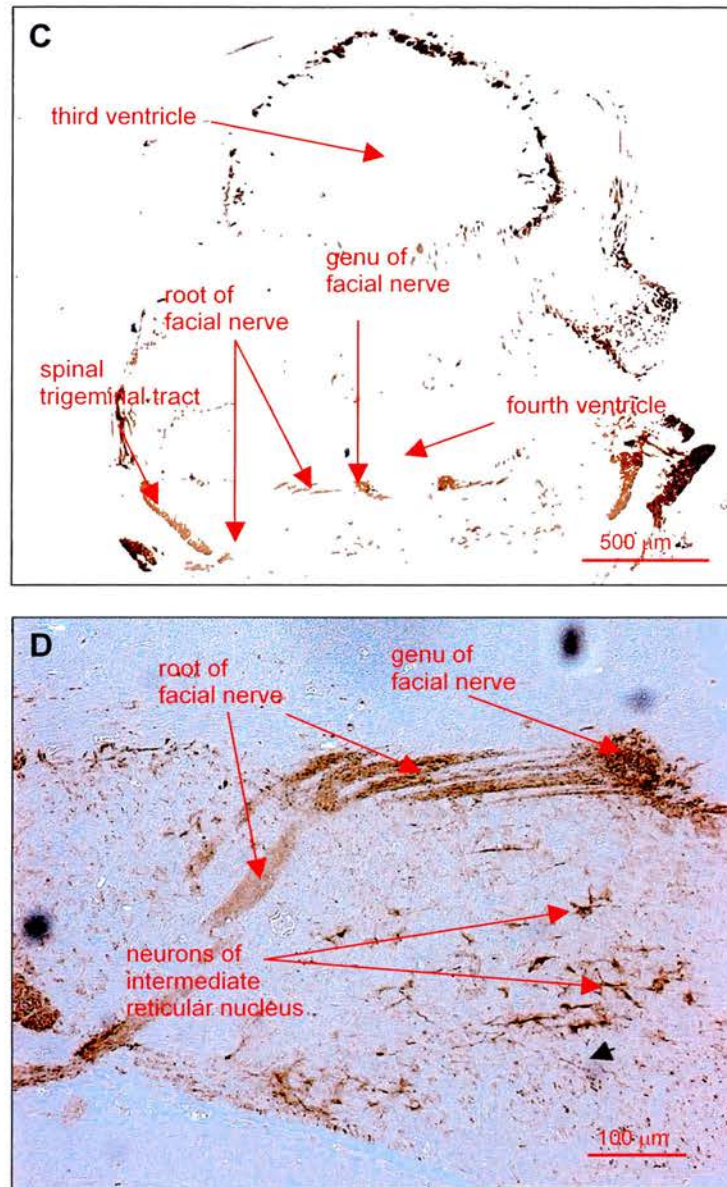 C
third ventricle
genu of
facial nerve
root of
facial nerve
spinal
trigeminal tract
fourth ventricle
500 µm
D
root of
facial nerve
genu of
facial nerve
neurons of
intermediate
reticular nucleus
100 µm